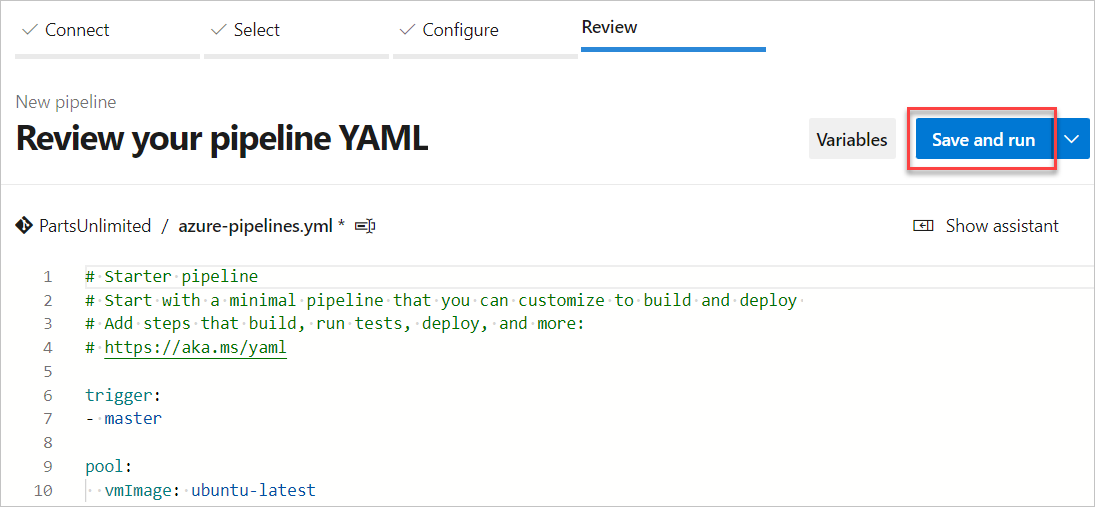 Connect
Select
Configure
Review
New pipeline
Review your pipeline YAML
Variables
Save and run
PartsUnlimited / azure-pipelines.yml *
Show assistant
1 # Starter pipeline
2 # Start with a minimal pipeline that you can customize to build and deploy
3 # Add steps that build, run tests, deploy, and more:
4 # https://aka.ms/yaml
5
6 trigger:
7 - master
8
9 pool:
10   vmImage: ubuntu-latest